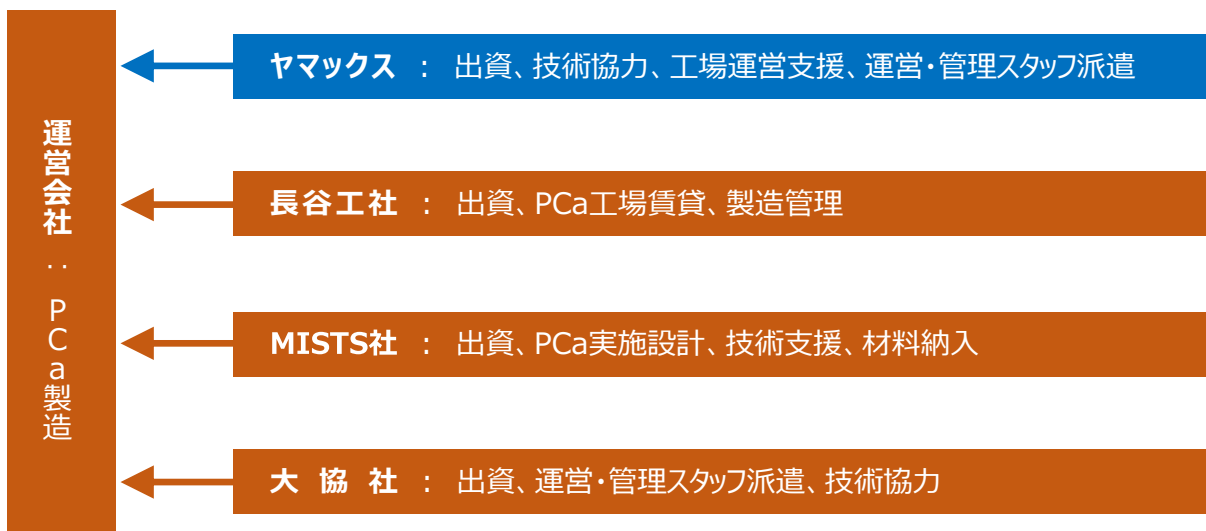 運営会社：PCa製造
ヤマックス ： 出資、技術協力、工場運営支援、運営・管理スタッフ派遣
長谷工社 ： 出資、PCa工場賃貸、製造管理
MISTS社 ： 出資、PCa実施設計、技術支援、材料納入
大 協 社 ： 出資、運営・管理スタッフ派遣、技術協力